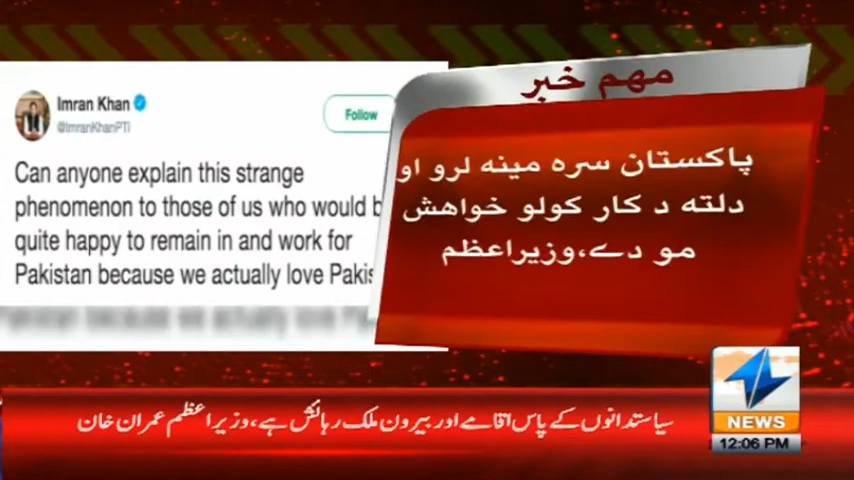 Imran Khan
@ImranKhanPTI
Follow
Can anyone explain this strange
phenomenon to those of us who would b
quite happy to remain in and work for
Pakistan because we actually love Pakis
مهم خبر
پاکستان سره مینه لرو او
دلته د کار کولو خواهش
مو دے،وزیراعظم
سیاستدانوں کے پاس اقامے اور بیرون ملک رہائش ہے،وزیراعظم عمران خان
NEWS
12:06 PM